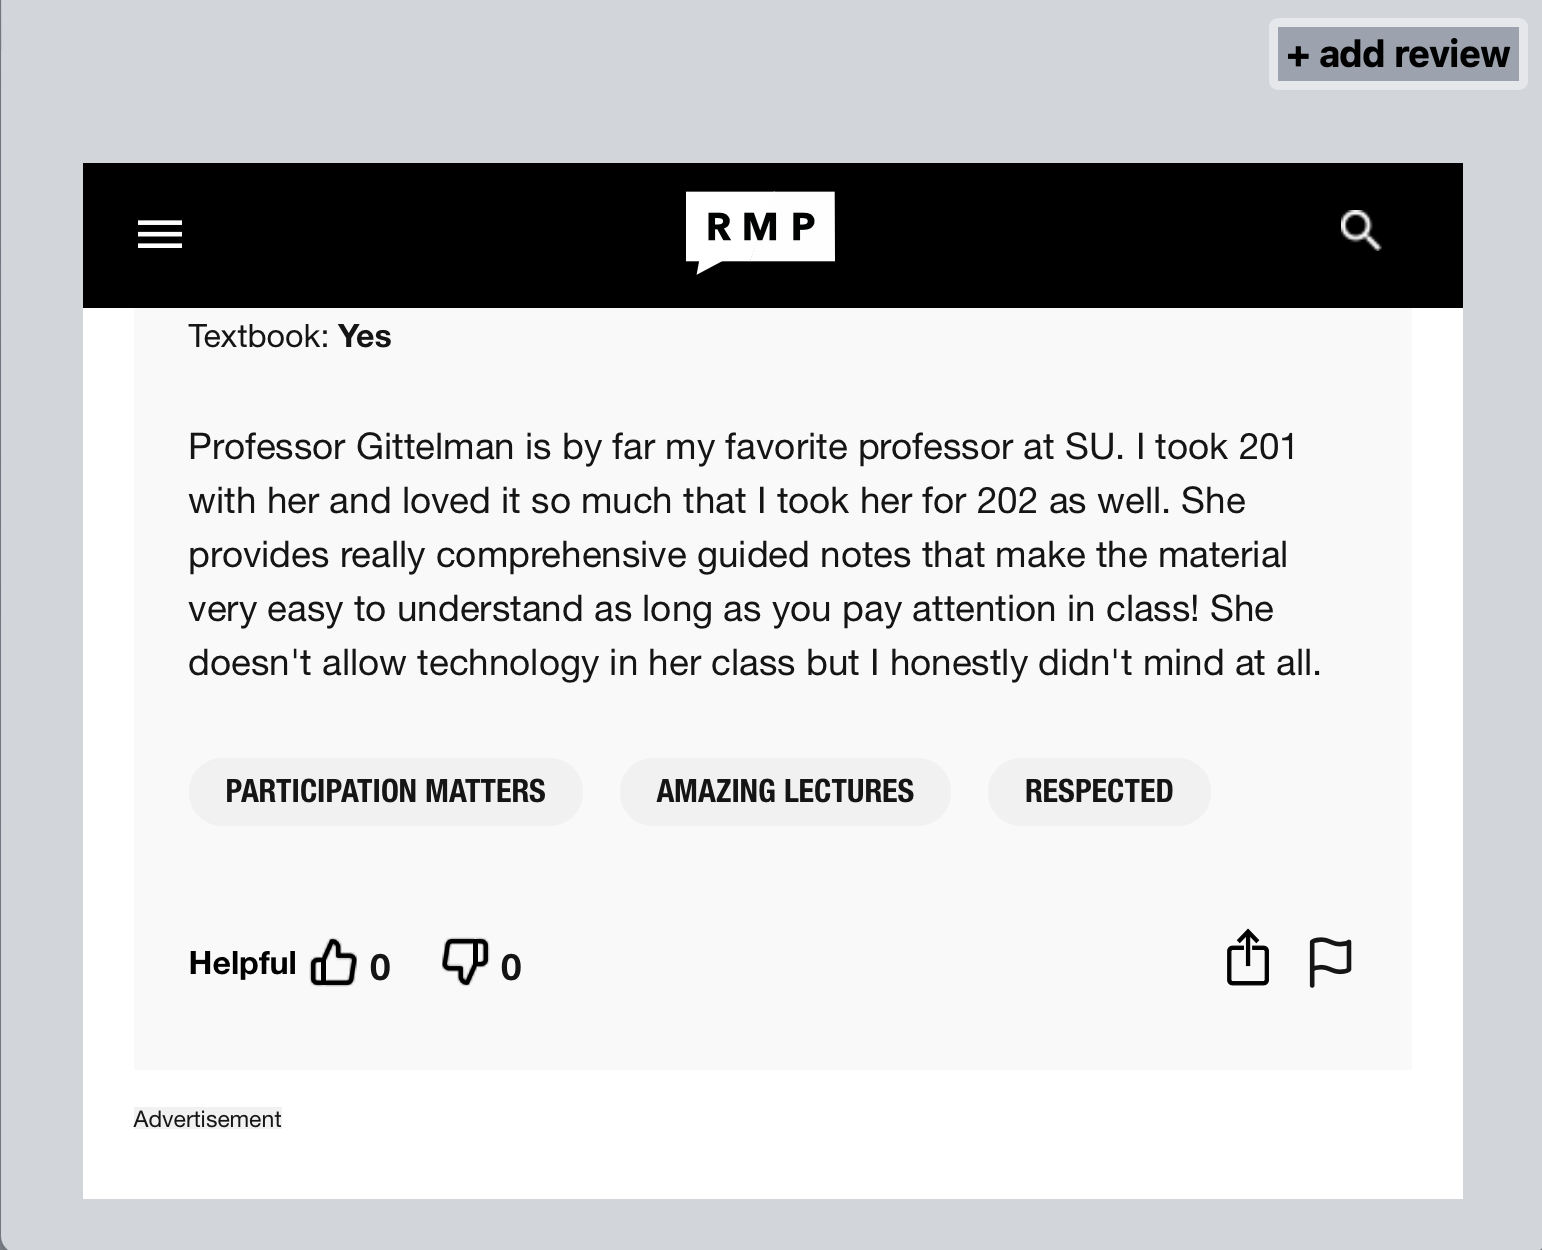 + add review
RMP
Textbook: Yes
Professor Gittelman is by far my favorite professor at SU. I took 201
with her and loved it so much that I took her for 202 as well. She
provides really comprehensive guided notes that make the material
very easy to understand as long as you pay attention in class! She
doesn't allow technology in her class but I honestly didn't mind at all.
PARTICIPATION MATTERS AMAZING LECTURES RESPECTED
Helpful 0 0
Advertisement